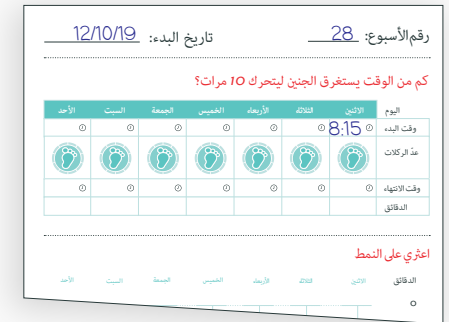 رقم الأسبوع: 28 تاريخ البدء: 12/10/19
كم من الوقت يستغرق الجنين ليتحرك 10 مرات؟
اليوم الاثنين الثلاثاء الأربعاء الخميس الجمعة السبت الأحد
وقت البدء 8:15
عدّ الركلات
وقت الانتهاء
الدقائق
اعثري على النمط
الدقائق الاثنين الثلاثاء الأربعاء الخميس الجمعة السبت الأحد
0